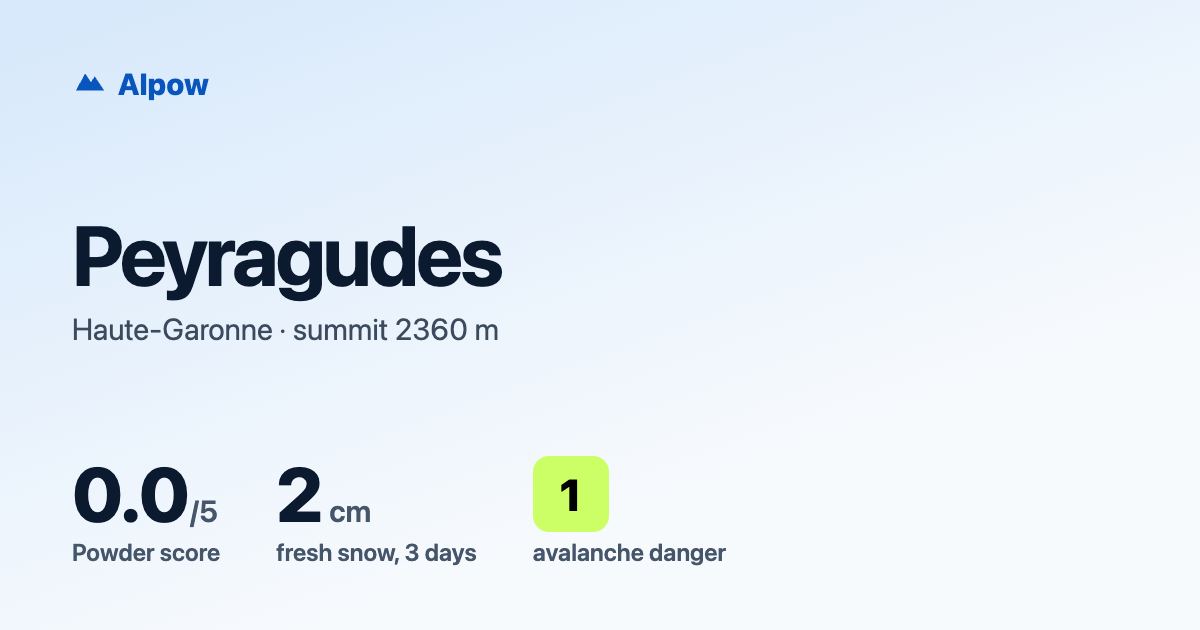 Alpow
Peyragudes
Haute-Garonne · summit 2360 m
0.0/5
Powder score
2 cm
fresh snow, 3 days
1
avalanche danger